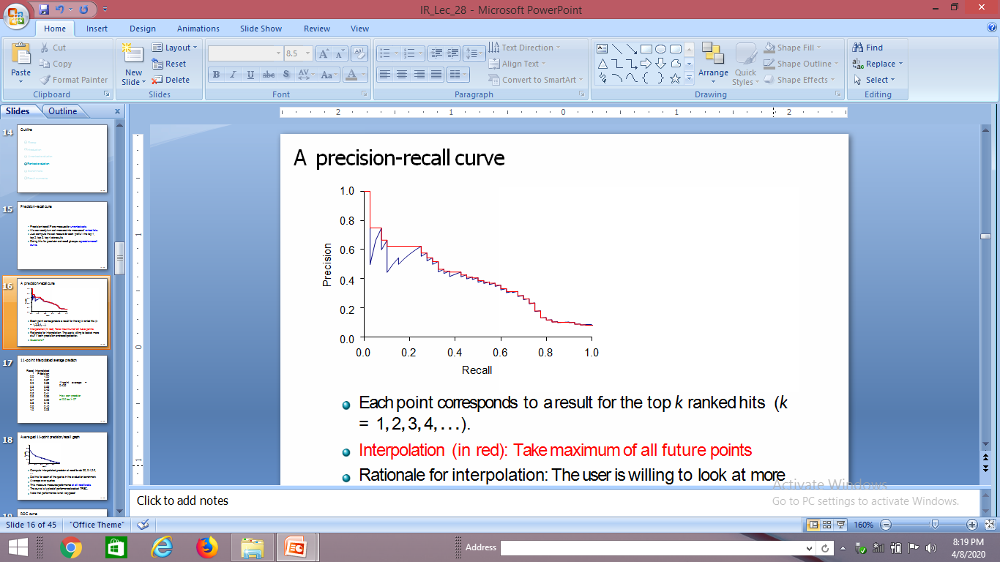 IR_Lec_28 - Microsoft PowerPoint
Home Insert Design Animations Slide Show Review View
Paste
Cut
Copy
Format Painter
Clipboard
New Slide
Layout
Reset
Delete
Slides
8.5
B I U abc S AV Aa A
Font
Text Direction
Align Text
Convert to SmartArt
Paragraph
Arrange
Quick Styles
Shape Fill
Shape Outline
Shape Effects
Drawing
Find
Replace
Select
Editing
Slides Outline x
2 1 0 1 2
14
Outline
15
Precision-recall curve
16
A precision-recall curve
17
11-point interpolated average precision
18
Averaged 11-point precision/recall graph
19
ROC curve
A precision-recall curve
1.0
0.8
0.6
0.4
0.2
0.0
Precision
0.0 0.2 0.4 0.6 0.8 1.0
Recall
Each point corresponds to a result for the top k ranked hits (k
= 1, 2, 3, 4, . . .).
Interpolation (in red): Take maximum of all future points
Rationale for interpolation: The user is willing to look at more
Activate Windows
Go to PC settings to activate Windows.
Click to add notes
Slide 16 of 45 "Office Theme" 160%
Address
8:19 PM
4/8/2020